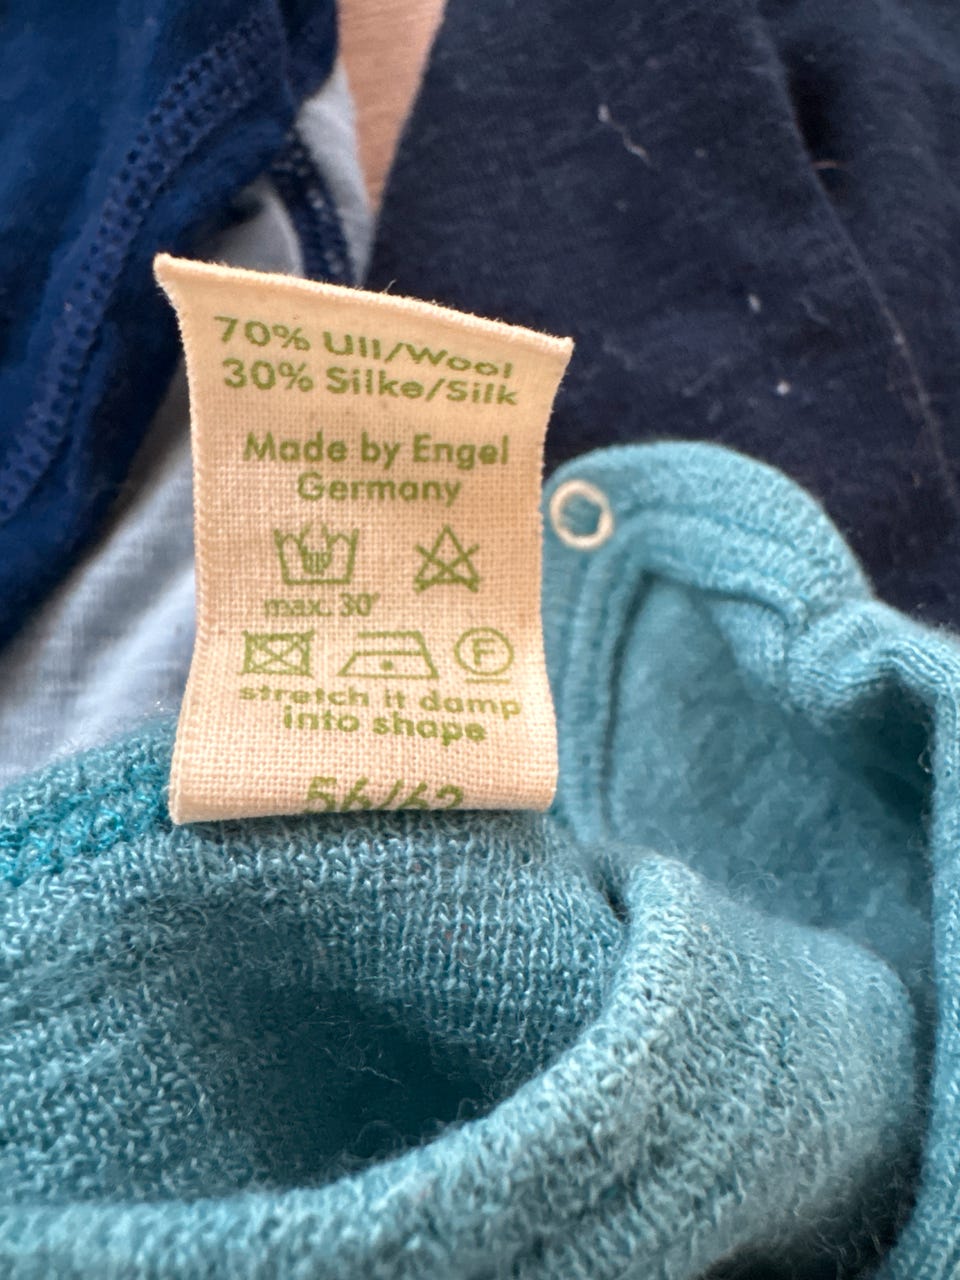 70% Ull/Wool
30% Silke/Silk
Made by Engel
Germany
max. 30°
F
stretch it damp
into shape
56/62